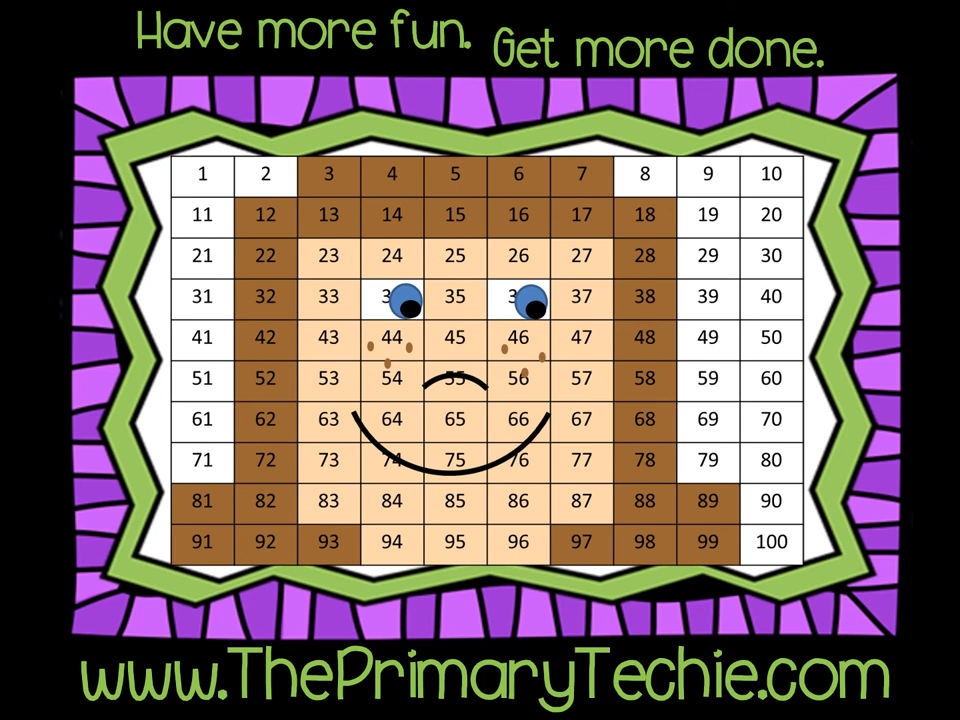 Have more fun. Get more done.
1 2 3 4 5 6 7 8 9 10
11 12 13 14 15 16 17 18 19 20
21 22 23 24 25 26 27 28 29 30
31 32 33 3 35 3 37 38 39 40
41 42 43 44 45 46 47 48 49 50
51 52 53 54 55 56 57 58 59 60
61 62 63 64 65 66 67 68 69 70
71 72 73 74 75 76 77 78 79 80
81 82 83 84 85 86 87 88 89 90
91 92 93 94 95 96 97 98 99 100
www.ThePrimaryTechie.com